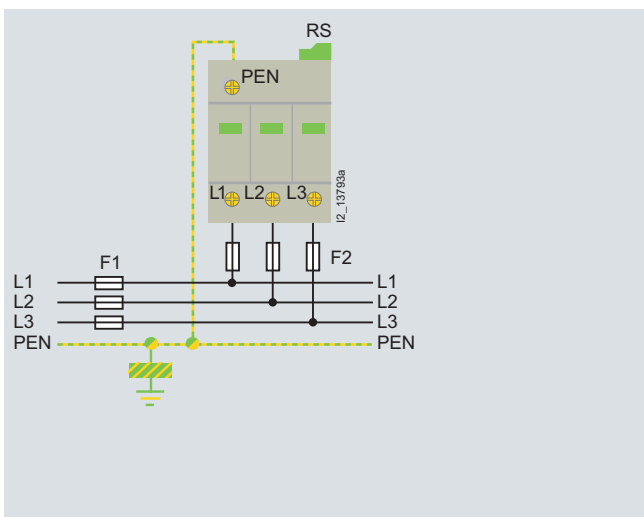 RS
PEN
L1 L2 L3
I2_13793a
F1
F2
L1 L1
L2 L2
L3 L3
PEN PEN